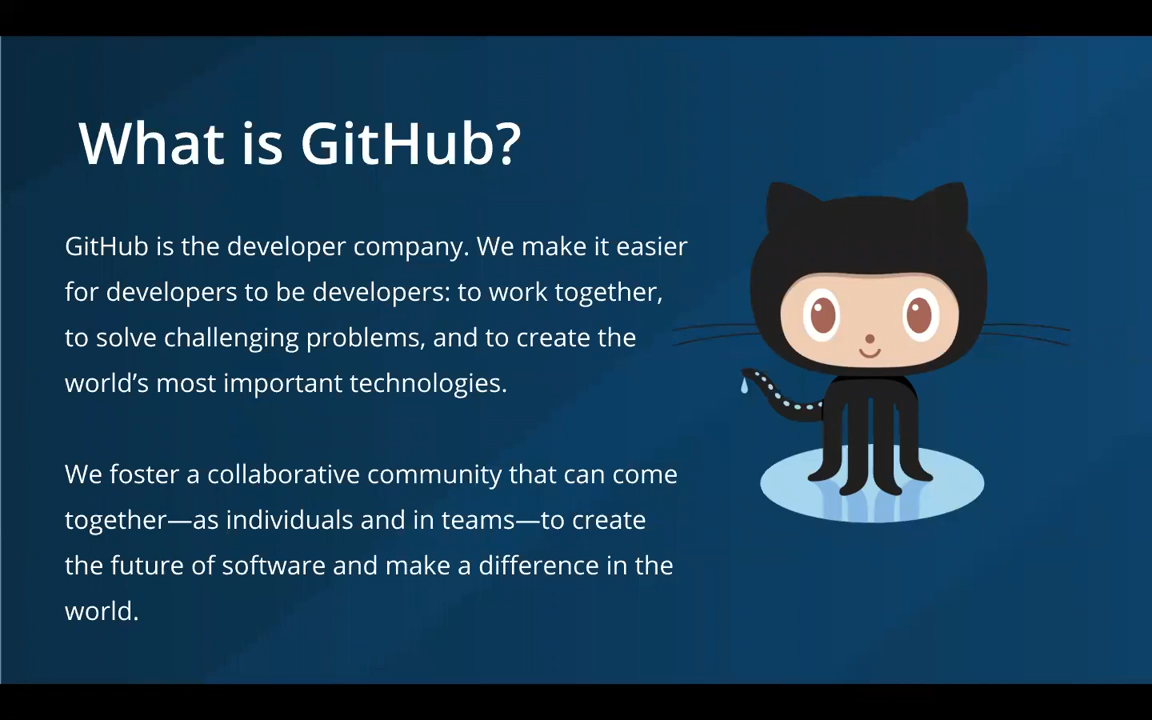 What is GitHub?
GitHub is the developer company. We make it easier
for developers to be developers: to work together,
to solve challenging problems, and to create the
world’s most important technologies.
We foster a collaborative community that can come
together—as individuals and in teams—to create
the future of software and make a difference in the
world.